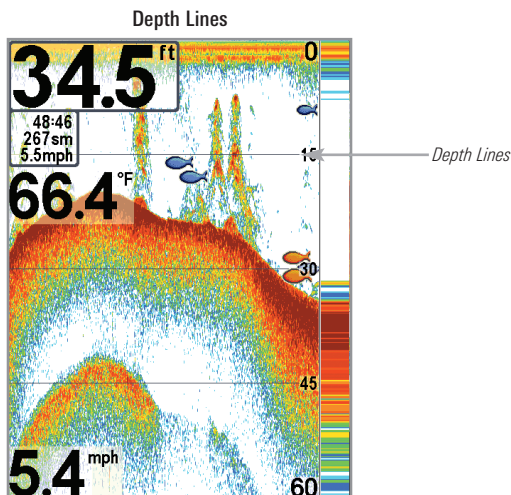 Depth Lines
34.5 ft
0
48:46
267sm
5.5mph
15
Depth Lines
66.4 °F
30
45
5.4 mph
60